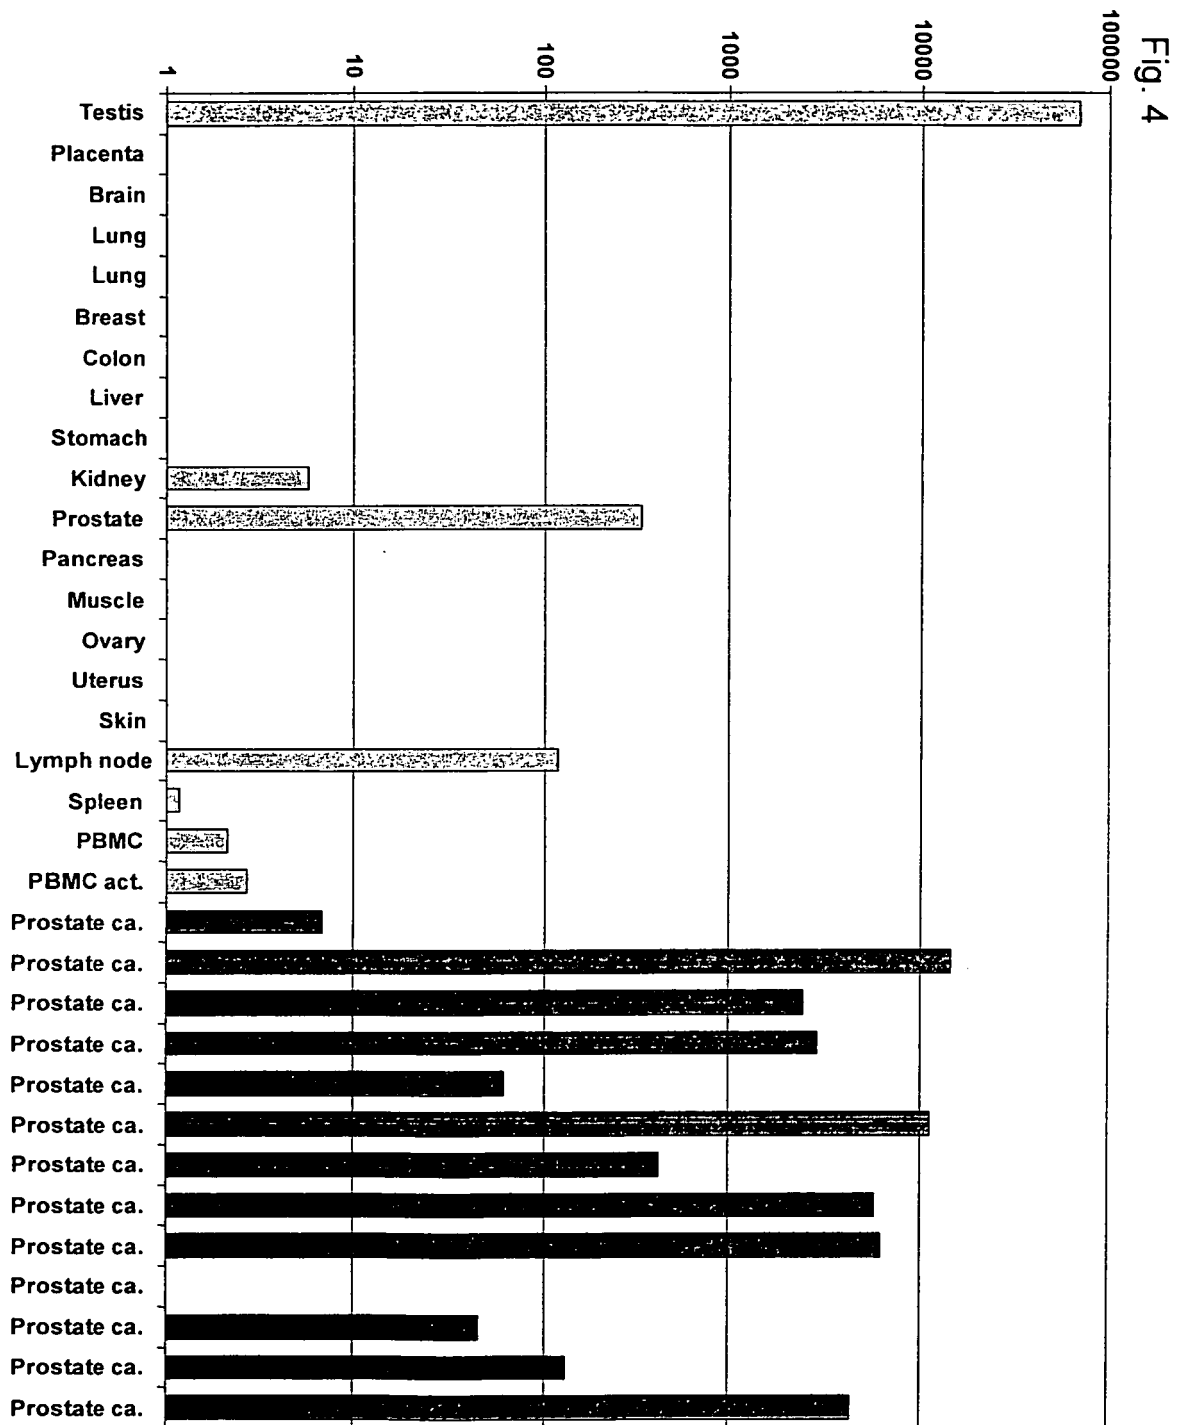 Fig. 4
100000
10000
1000
100
10
1
Testis
Placenta
Brain
Lung
Lung
Breast
Colon
Liver
Stomach
Kidney
Prostate
Pancreas
Muscle
Ovary
Uterus
Skin
Lymph node
Spleen
PBMC
PBMC act.
Prostate ca.
Prostate ca.
Prostate ca.
Prostate ca.
Prostate ca.
Prostate ca.
Prostate ca.
Prostate ca.
Prostate ca.
Prostate ca.
Prostate ca.
Prostate ca.
Prostate ca.